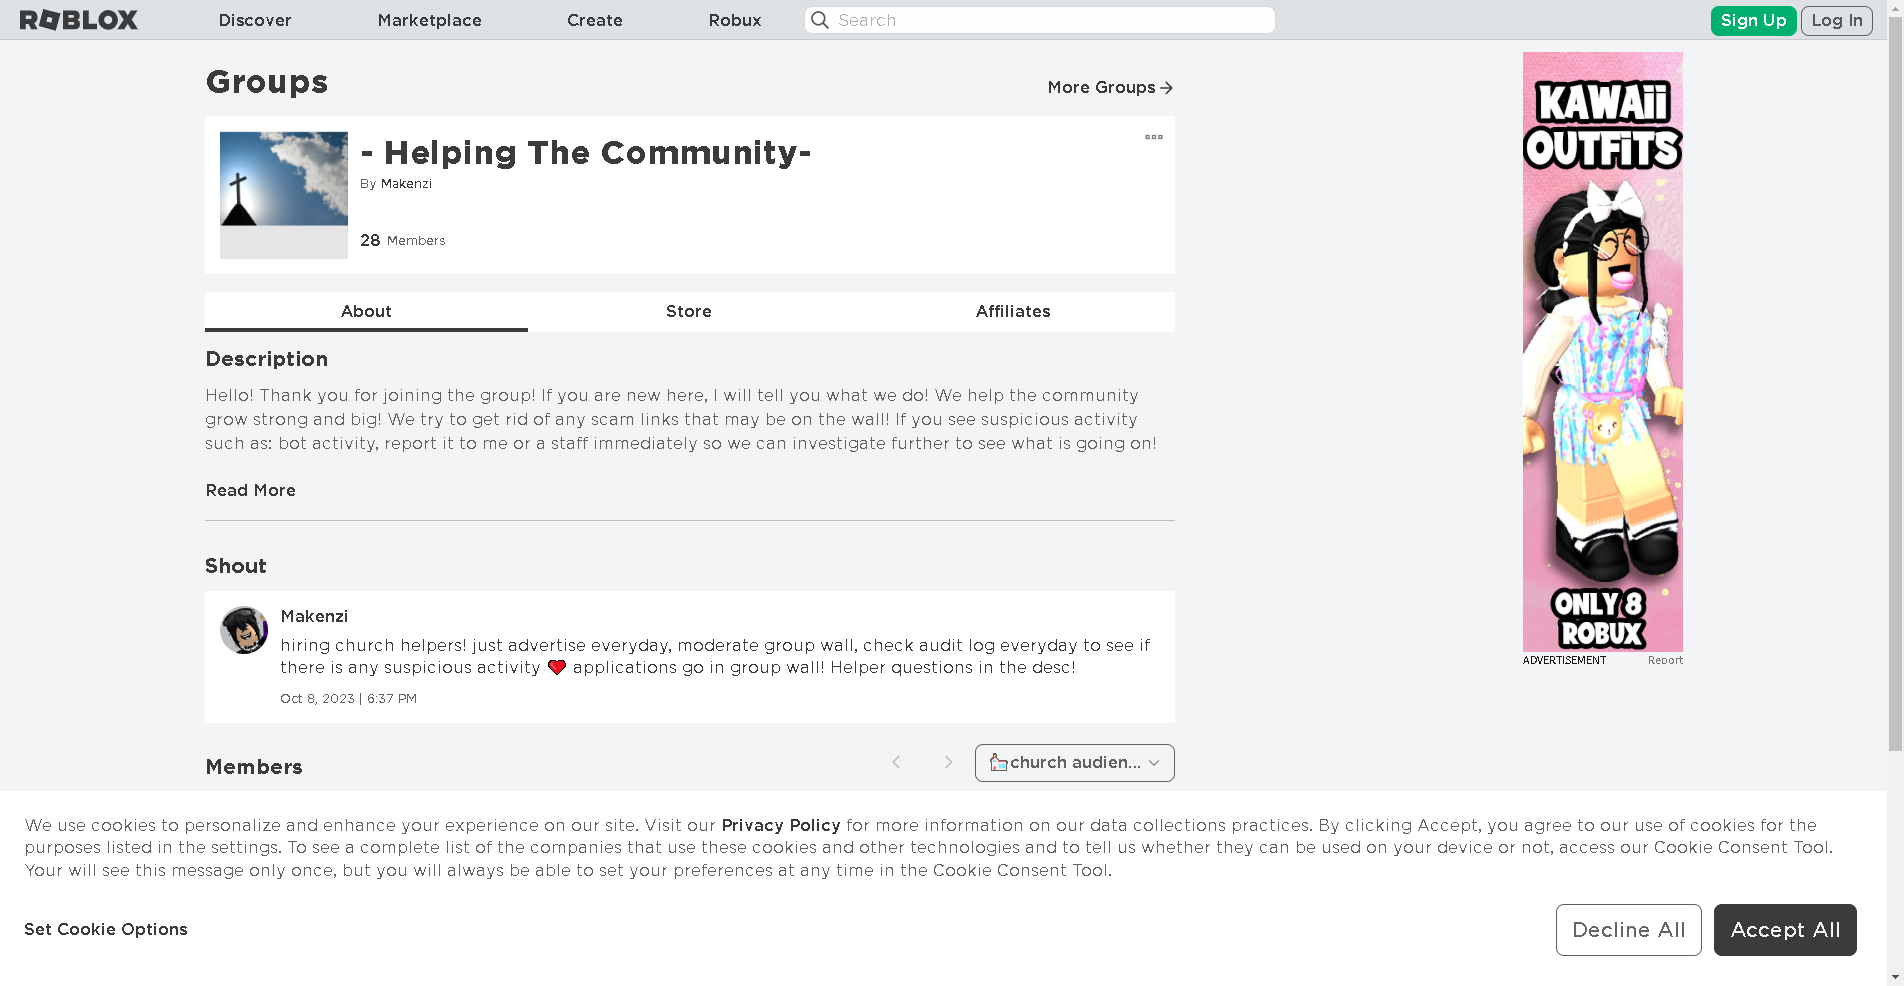 ROBLOX
Discover
Marketplace
Create
Robux
Search
Sign Up
Log In
Groups
More Groups
- Helping The Community-
By Makenzi
28 Members
About
Store
Affiliates
Description
Hello! Thank you for joining the group! If you are new here, I will tell you what we do! We help the community
grow strong and big! We try to get rid of any scam links that may be on the wall! If you see suspicious activity
such as: bot activity, report it to me or a staff immediately so we can investigate further to see what is going on!
Read More
Shout
Makenzi
hiring church helpers! just advertise everyday, moderate group wall, check audit log everyday to see if
there is any suspicious activity ❤️ applications go in group wall! Helper questions in the desc!
Oct 8, 2023 | 6:37 PM
Members
church audien...
KAWAii
OUTFiTS
ONLY 8
ROBUX
ADVERTISEMENT
Report
We use cookies to personalize and enhance your experience on our site. Visit our Privacy Policy for more information on our data collections practices. By clicking Accept, you agree to our use of cookies for the
purposes listed in the settings. To see a complete list of the companies that use these cookies and other technologies and to tell us whether they can be used on your device or not, access our Cookie Consent Tool.
Your will see this message only once, but you will always be able to set your preferences at any time in the Cookie Consent Tool.
Set Cookie Options
Decline All
Accept All